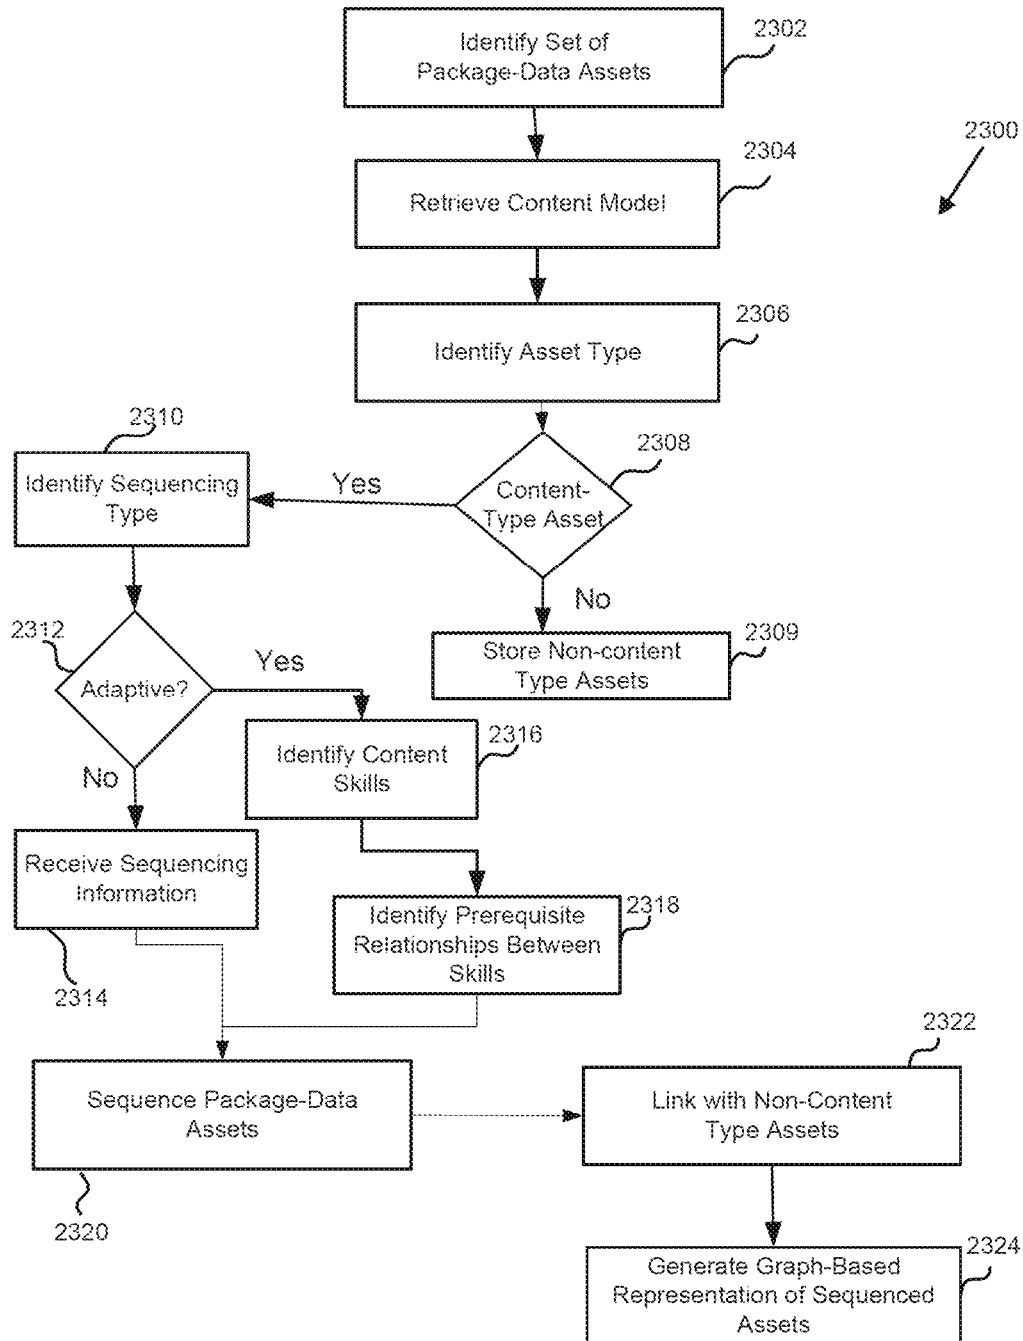 Identify Set of
Package-Data Assets
2302
2300
Retrieve Content Model
2304
Identify Asset Type
2306
2310
Identify Sequencing
Type
Yes
Content-
Type Asset
2308
No
Store Non-content
Type Assets
2309
2312
Adaptive?
Yes
No
Identify Content
Skills
2316
Receive Sequencing
Information
2314
Identify Prerequisite
Relationships Between
Skills
2318
Sequence Package-Data
Assets
2320
2322
Link with Non-Content
Type Assets
2324
Generate Graph-Based
Representation of Sequenced
Assets